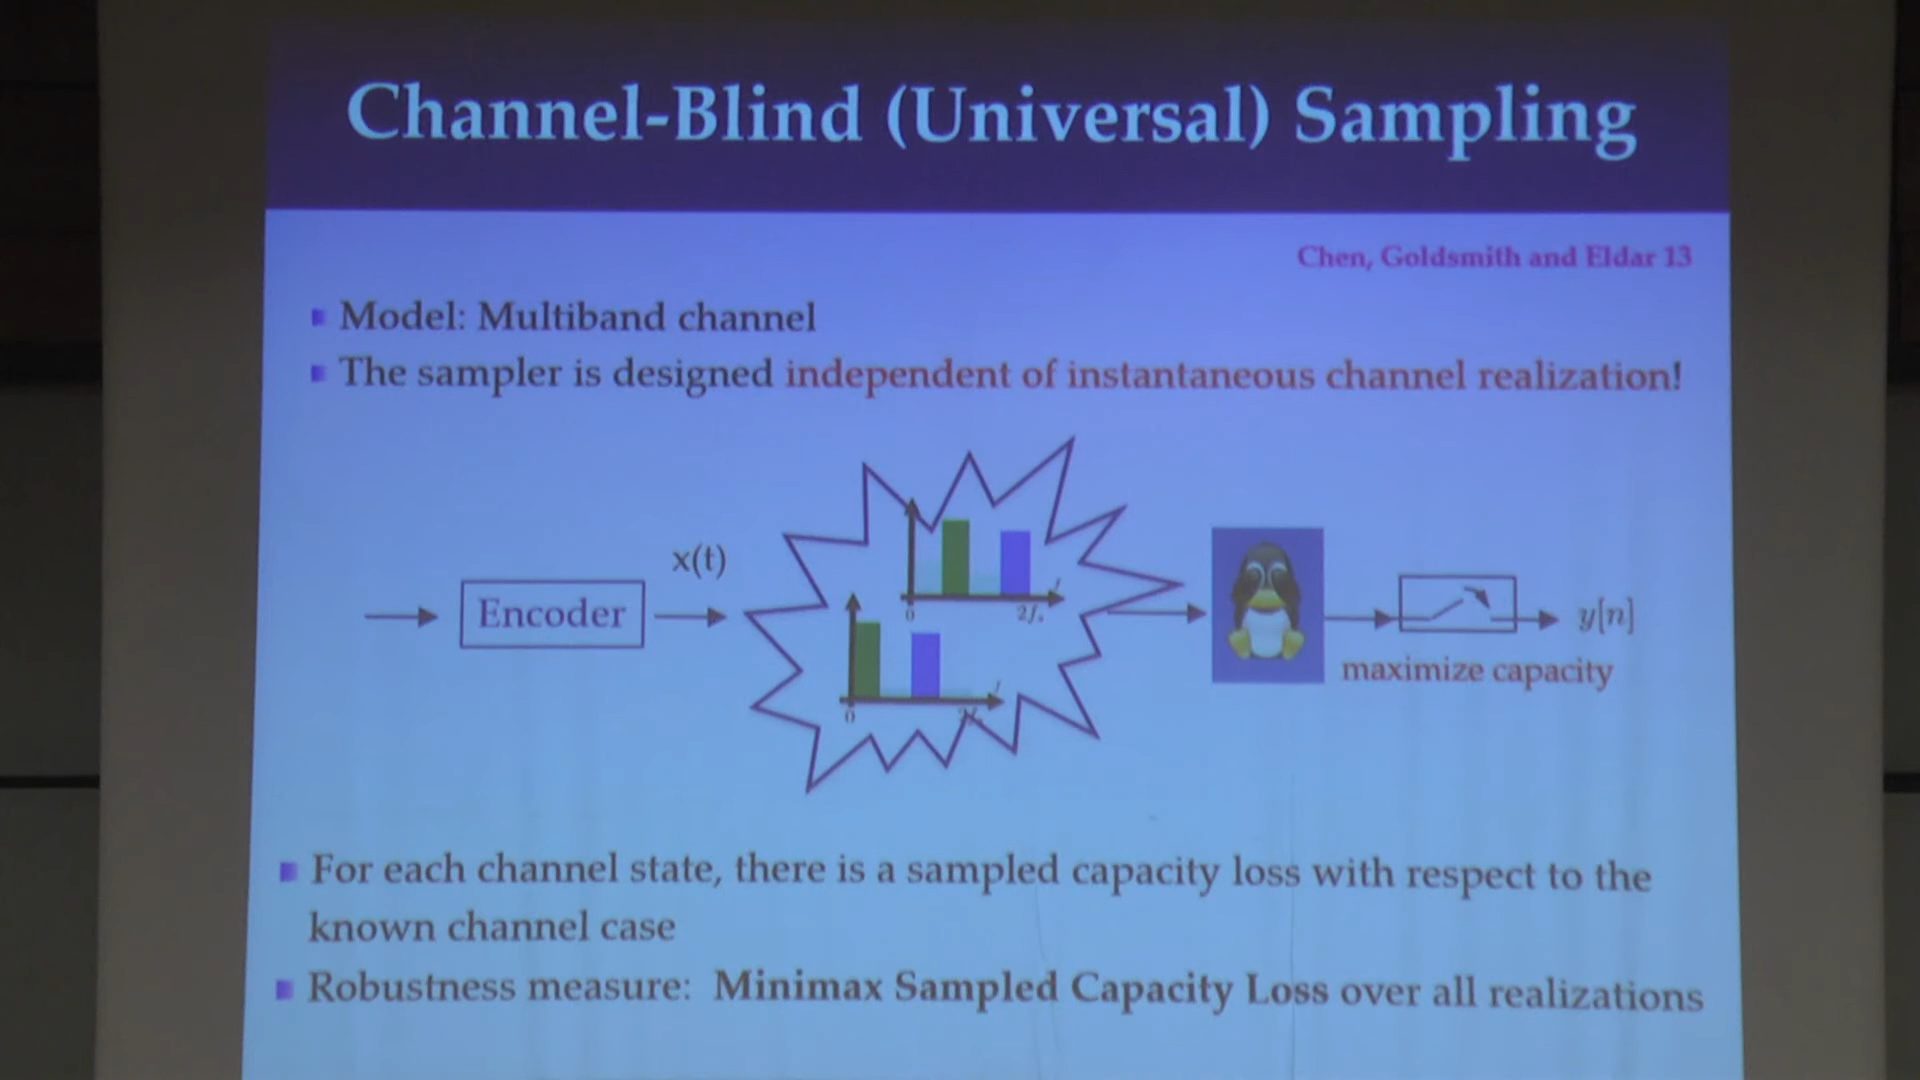 Channel-Blind (Universal) Sampling
Chen, Goldsmith and Eldar 13
Model: Multiband channel
The sampler is designed independent of instantaneous channel realization!
x(t)
Encoder
0
f
0
y[n]
maximize capacity
For each channel state, there is a sampled capacity loss with respect to the
known channel case
Robustness measure: Minimax Sampled Capacity Loss over all realizations